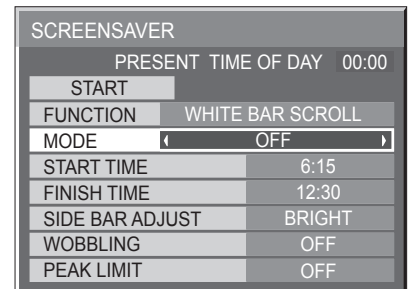 SCREENSAVER
PRESENT TIME OF DAY 00:00
START
FUNCTION WHITE BAR SCROLL
MODE OFF
START TIME 6:15
FINISH TIME 12:30
SIDE BAR ADJUST BRIGHT
WOBBLING OFF
PEAK LIMIT OFF